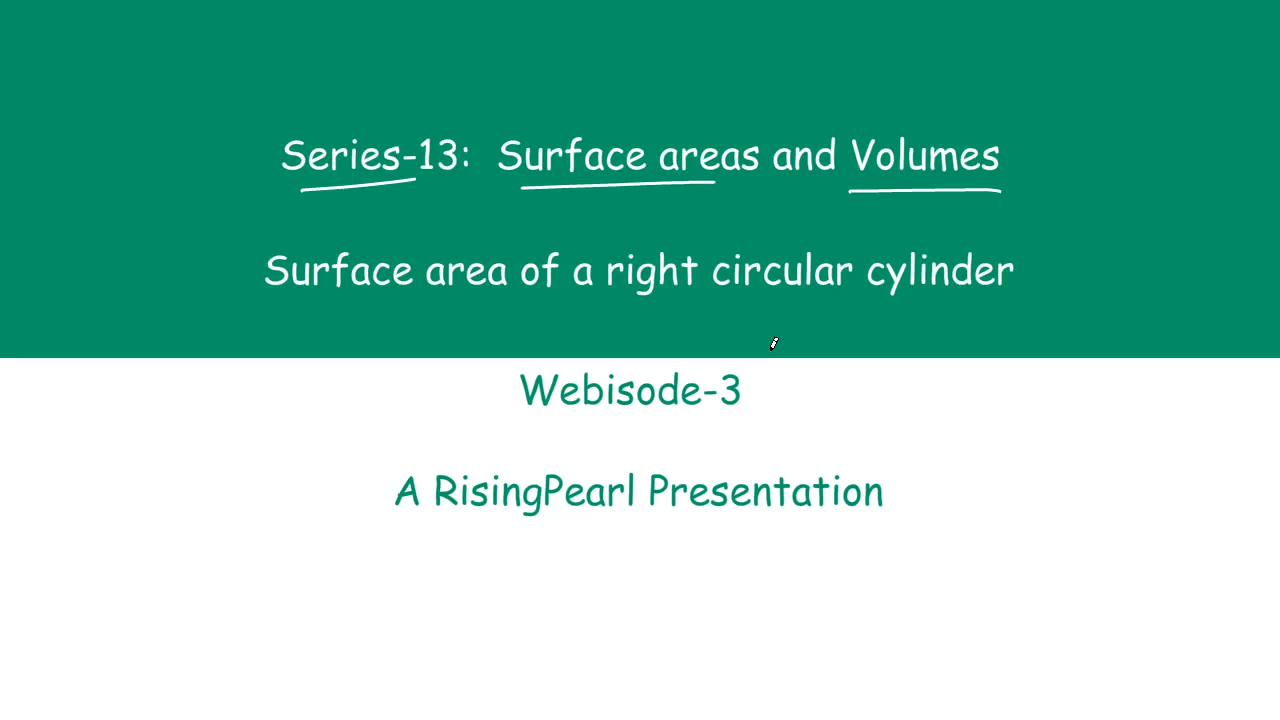 Series-13: Surface areas and Volumes
Surface area of a right circular cylinder
Webisode-3
A RisingPearl Presentation